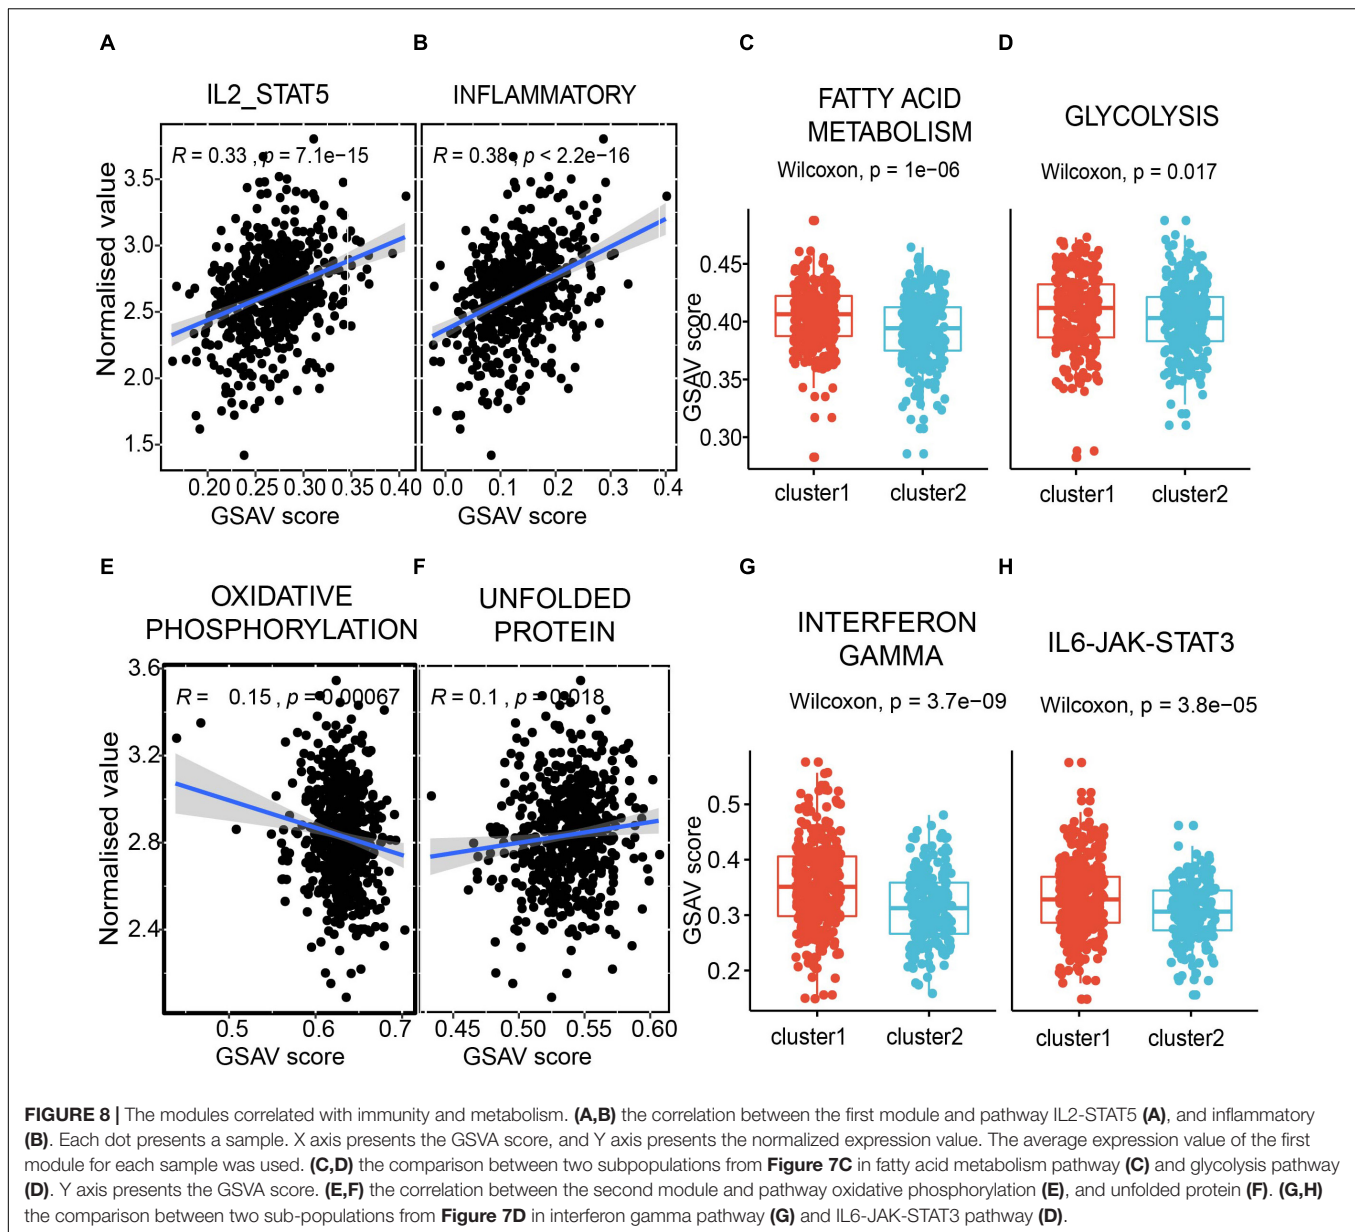 A
B
C
D
IL2_STAT5
INFLAMMATORY
FATTY ACID
METABOLISM
GLYCOLYSIS
Wilcoxon, p = 1e−06
Wilcoxon, p = 0.017
R = 0.33 , p = 7.1e−15
R = 0.38, p < 2.2e−16
Normalised value
3.5
3.0
2.5
2.0
1.5
0.20 0.25 0.30 0.35 0.40
0.0 0.1 0.2 0.3 0.4
GSAV score
GSAV score
GSAV score
0.45
0.40
0.35
0.30
cluster1 cluster2
cluster1 cluster2
E
F
G
H
OXIDATIVE
PHOSPHORYLATION
UNFOLDED
PROTEIN
INTERFERON
GAMMA
IL6-JAK-STAT3
Wilcoxon, p = 3.7e−09
Wilcoxon, p = 3.8e−05
R = 0.15 , p = 0.00067
R = 0.1 , p = 0.018
Normalised value
3.6
3.2
2.8
2.4
0.5 0.6 0.7
0.45 0.50 0.55 0.60
GSAV score
GSAV score
GSAV score
0.5
0.4
0.3
0.2
cluster1 cluster2
cluster1 cluster2
FIGURE 8 | The modules correlated with immunity and metabolism. (A,B) the correlation between the first module and pathway IL2-STAT5 (A), and inflammatory
(B). Each dot presents a sample. X axis presents the GSVA score, and Y axis presents the normalized expression value. The average expression value of the first
module for each sample was used. (C,D) the comparison between two subpopulations from Figure 7C in fatty acid metabolism pathway (C) and glycolysis pathway
(D). Y axis presents the GSVA score. (E,F) the correlation between the second module and pathway oxidative phosphorylation (E), and unfolded protein (F). (G,H)
the comparison between two sub-populations from Figure 7D in interferon gamma pathway (G) and IL6-JAK-STAT3 pathway (D).